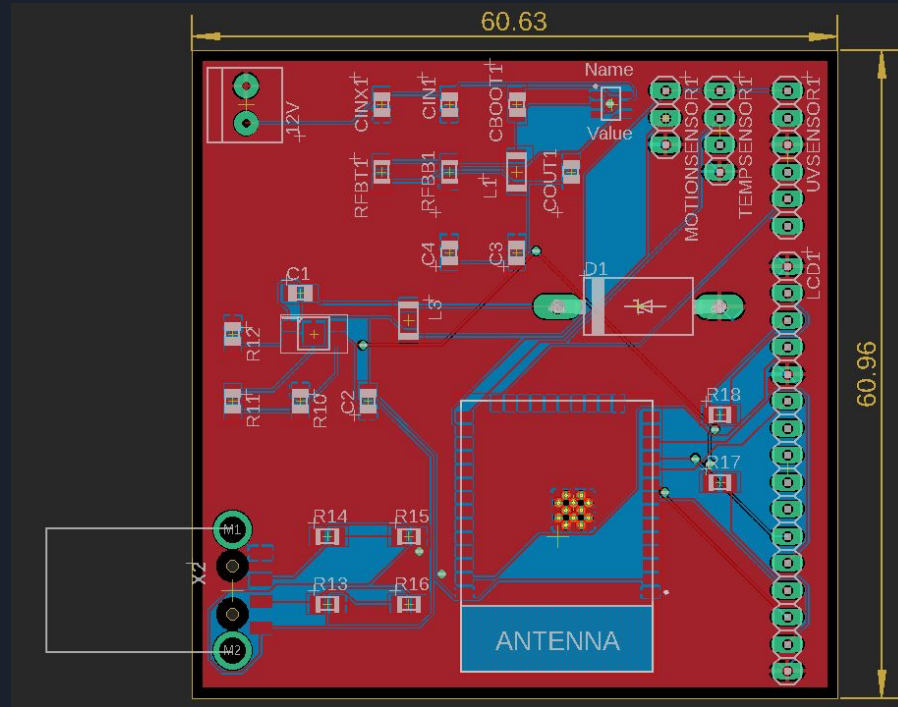 60.63
60.96
Name
Value
12V
CINX1
CIN1
CBOOT1
MOTIONSENSOR1
TEMPSENSOR1
UVSENSOR1
RFBT1
RFBB1
L1
COUT1
C4
C3
LCD1
C1
D1
L3
R12
R11
R10
C2
R18
R17
M1
X2
M2
R14
R15
R13
R16
ANTENNA